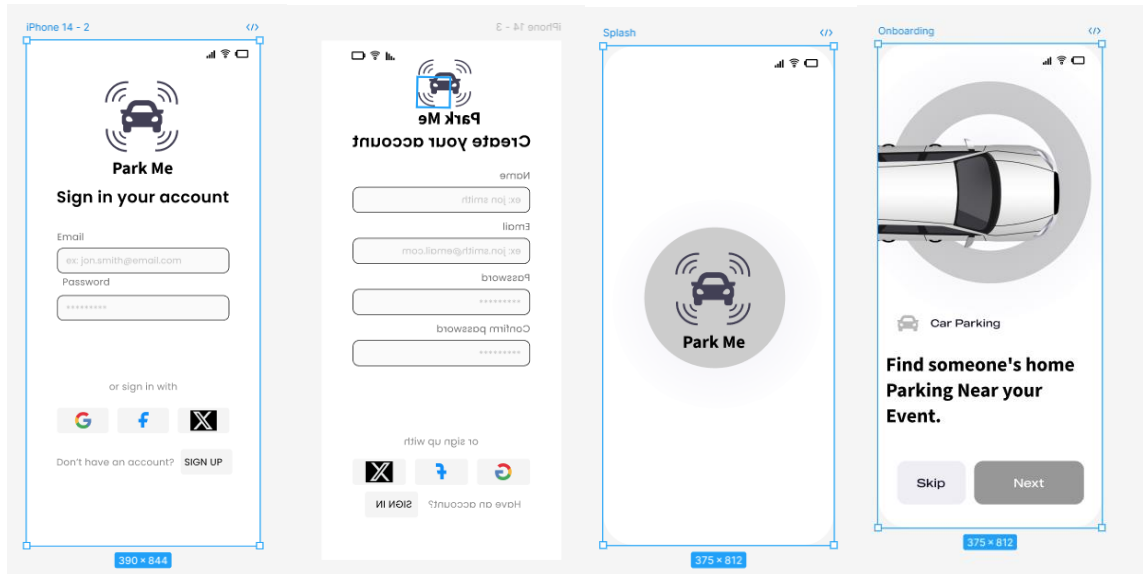 iPhone 14 - 2
</>
Park Me
Sign in your account
Email
ex: jon.smith@email.com
Password
*********
or sign in with
G f X
Don't have an account? SIGN UP
390 × 844
iPhone 14 - 3
Park Me
Create your account
Name
ex: jon smith
Email
ex: jon.smith@email.com
Password
*********
Confirm password
*********
or sign up with
X f G
Have an account? SIGN IN
Splash
</>
Park Me
375 × 812
Onboarding
</>
Car Parking
Find someone's home
Parking Near your
Event.
Skip
Next
375 × 812